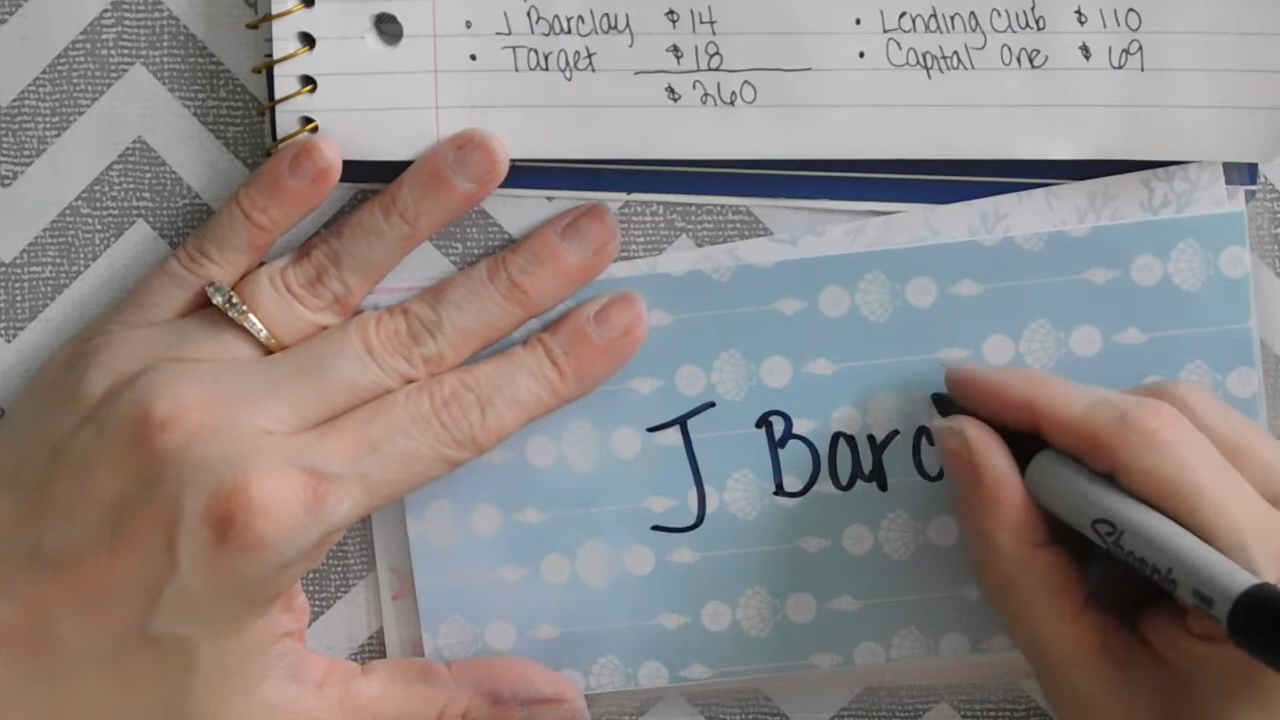 • J Barclay $14 • Lending Club $110
• Target $18 • Capital One $69
$260
J Barc
Sharpie